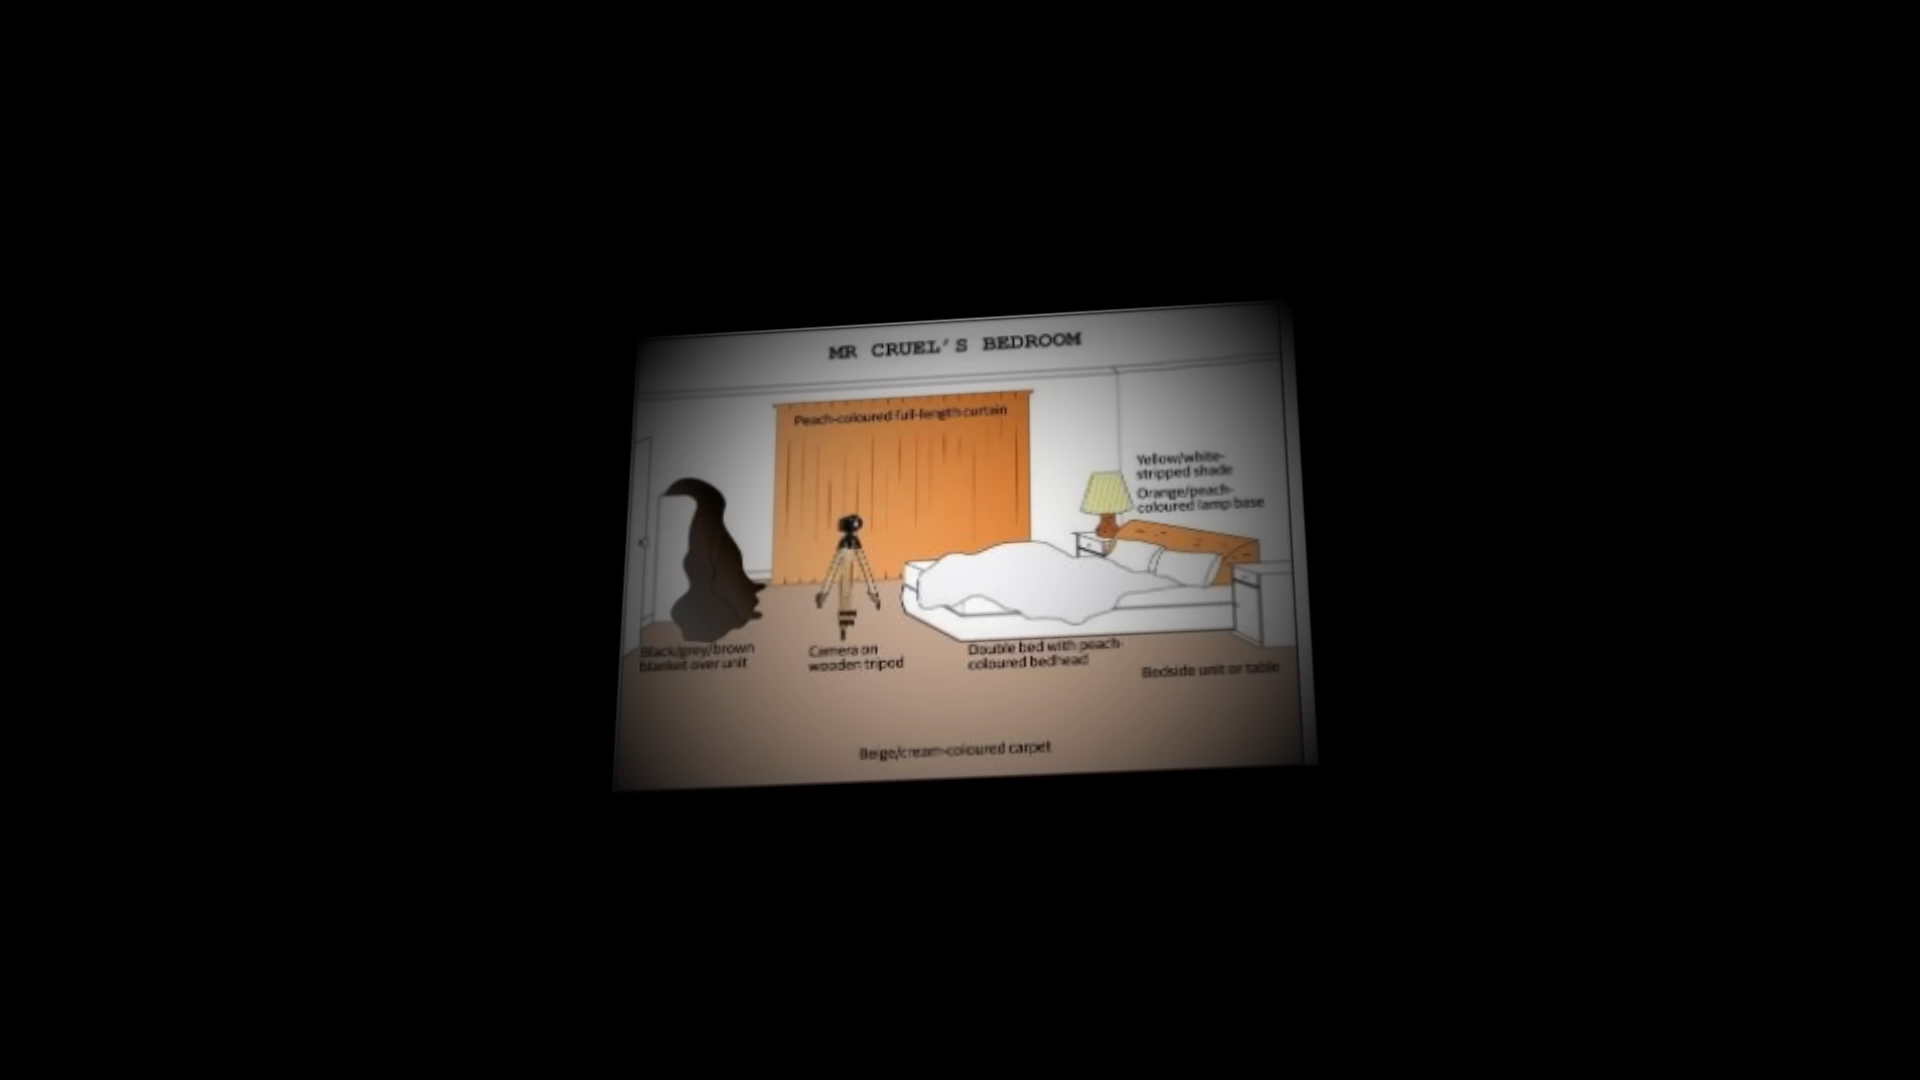 MR CRUEL'S BEDROOM
Peach-coloured full-length curtain
Yellow/white-
stripped shade
Orange/peach-
coloured lamp base
Black/grey/brown
blanket over unit
Camera on
wooden tripod
Double bed with peach-
coloured bedhead
Bedside unit or table
Beige/cream-coloured carpet